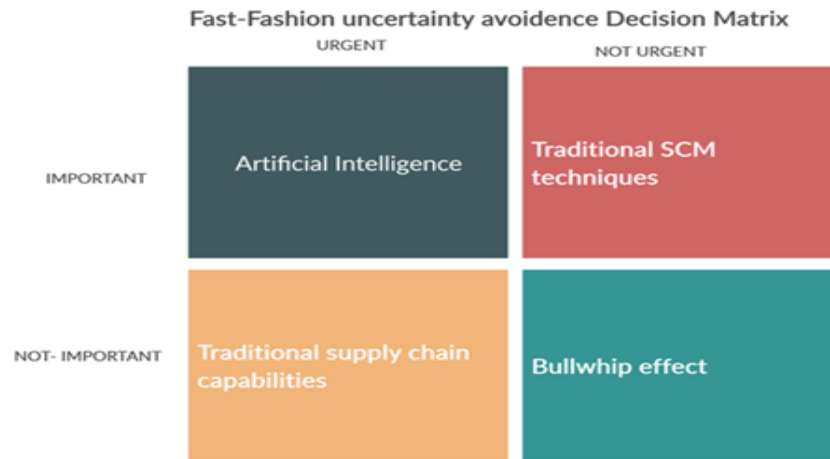 Fast-Fashion uncertainty avoidence Decision Matrix
URGENT
NOT URGENT
IMPORTANT
Artificial Intelligence
Traditional SCM
techniques
NOT- IMPORTANT
Traditional supply chain
capabilities
Bullwhip effect